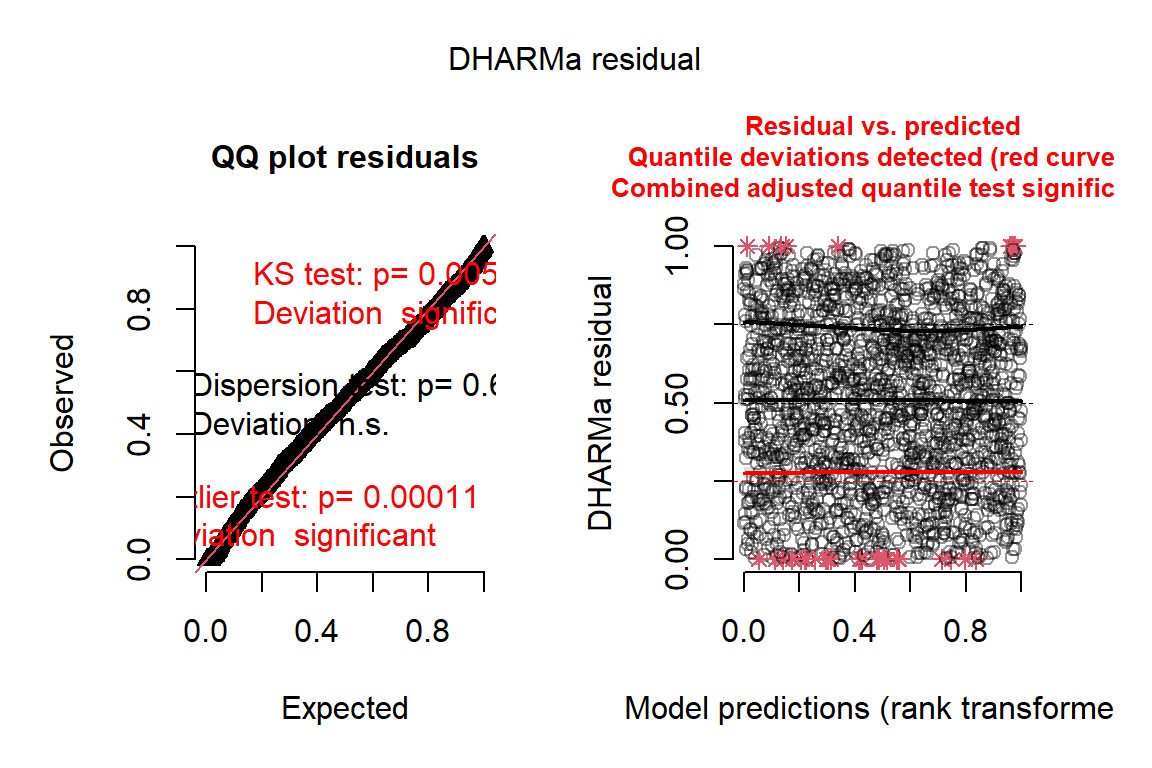 DHARMa residual
QQ plot residuals
KS test: p= 0.005
Deviation  signific
Dispersion test: p= 0.6
Deviation n.s.
tlier test: p= 0.00011
viation  significant
Observed
0.0
0.4
0.8
0.0
0.4
0.8
Expected
Residual vs. predicted
Quantile deviations detected (red curve
Combined adjusted quantile test signific
DHARMa residual
0.00
0.50
1.00
0.0
0.4
0.8
Model predictions (rank transforme